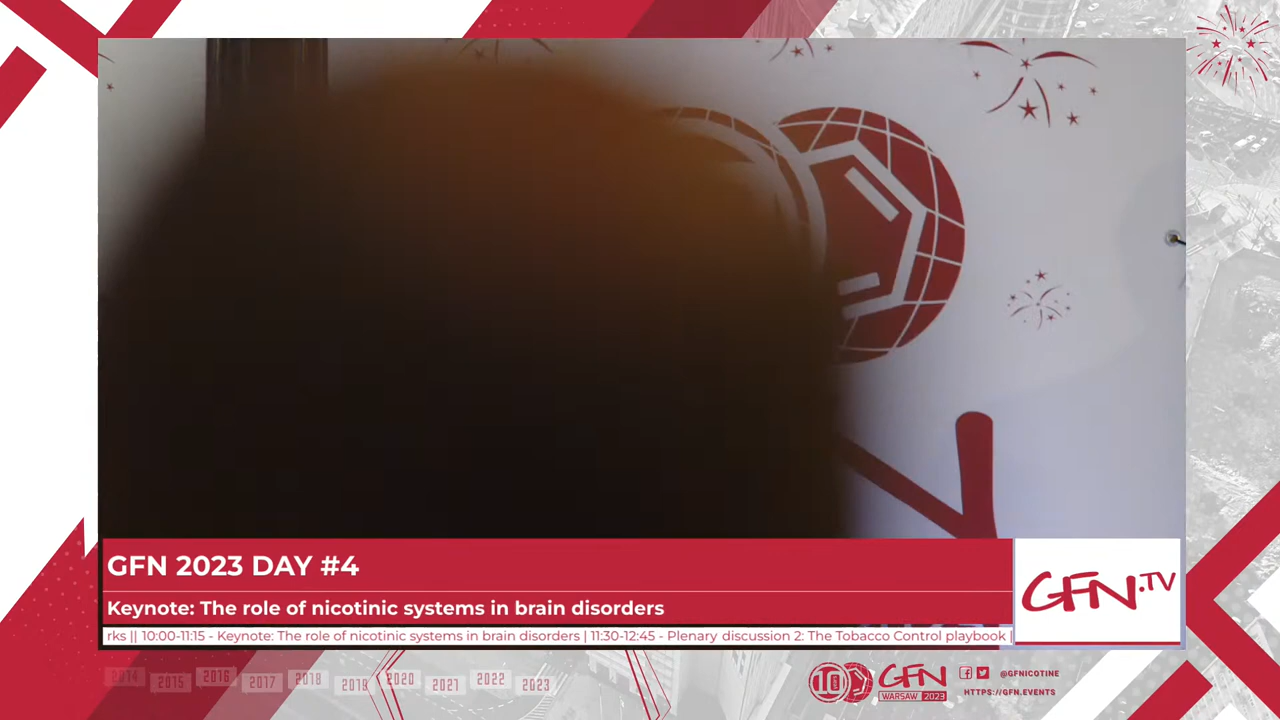 GFN 2023 DAY #4
Keynote: The role of nicotinic systems in brain disorders
GFN.TV
rks || 10:00-11:15 - Keynote: The role of nicotinic systems in brain disorders | 11:30-12:45 - Plenary discussion 2: The Tobacco Control playbook |
2014 2015 2016 2017 2018 2019 2020 2021 2022 2023
10 GFN
WARSAW 2023
@GFNICOTINE
HTTPS://GFN.EVENTS